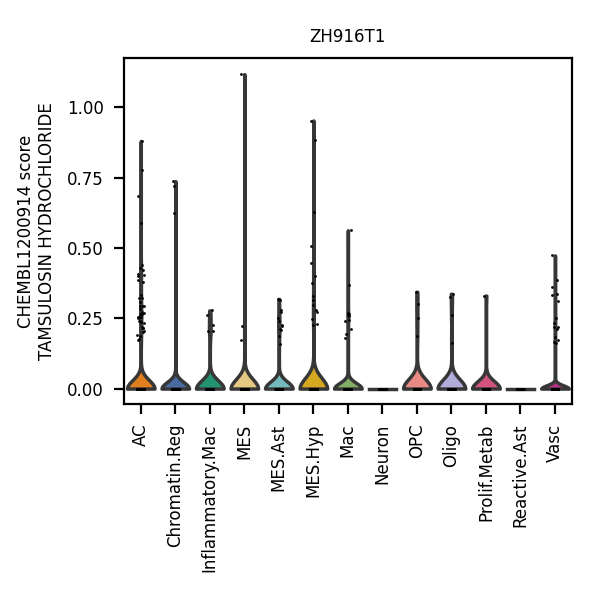 ZH916T1
CHEMBL1200914 score
TAMSULOSIN HYDROCHLORIDE
1.00
0.75
0.50
0.25
0.00
AC
Chromatin.Reg
Inflammatory.Mac
MES
MES.Ast
MES.Hyp
Mac
Neuron
OPC
Oligo
Prolif.Metab
Reactive.Ast
Vasc